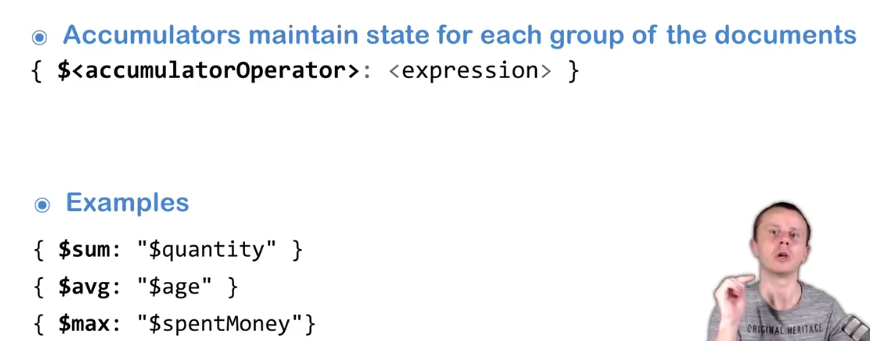 Accumulators maintain state for each group of the documents
{ $<accumulatorOperator>: <expression> }
Examples
{ $sum: "$quantity" }
{ $avg: "$age" }
{ $max: "$spentMoney"}
ORIGINAL HERITAGE